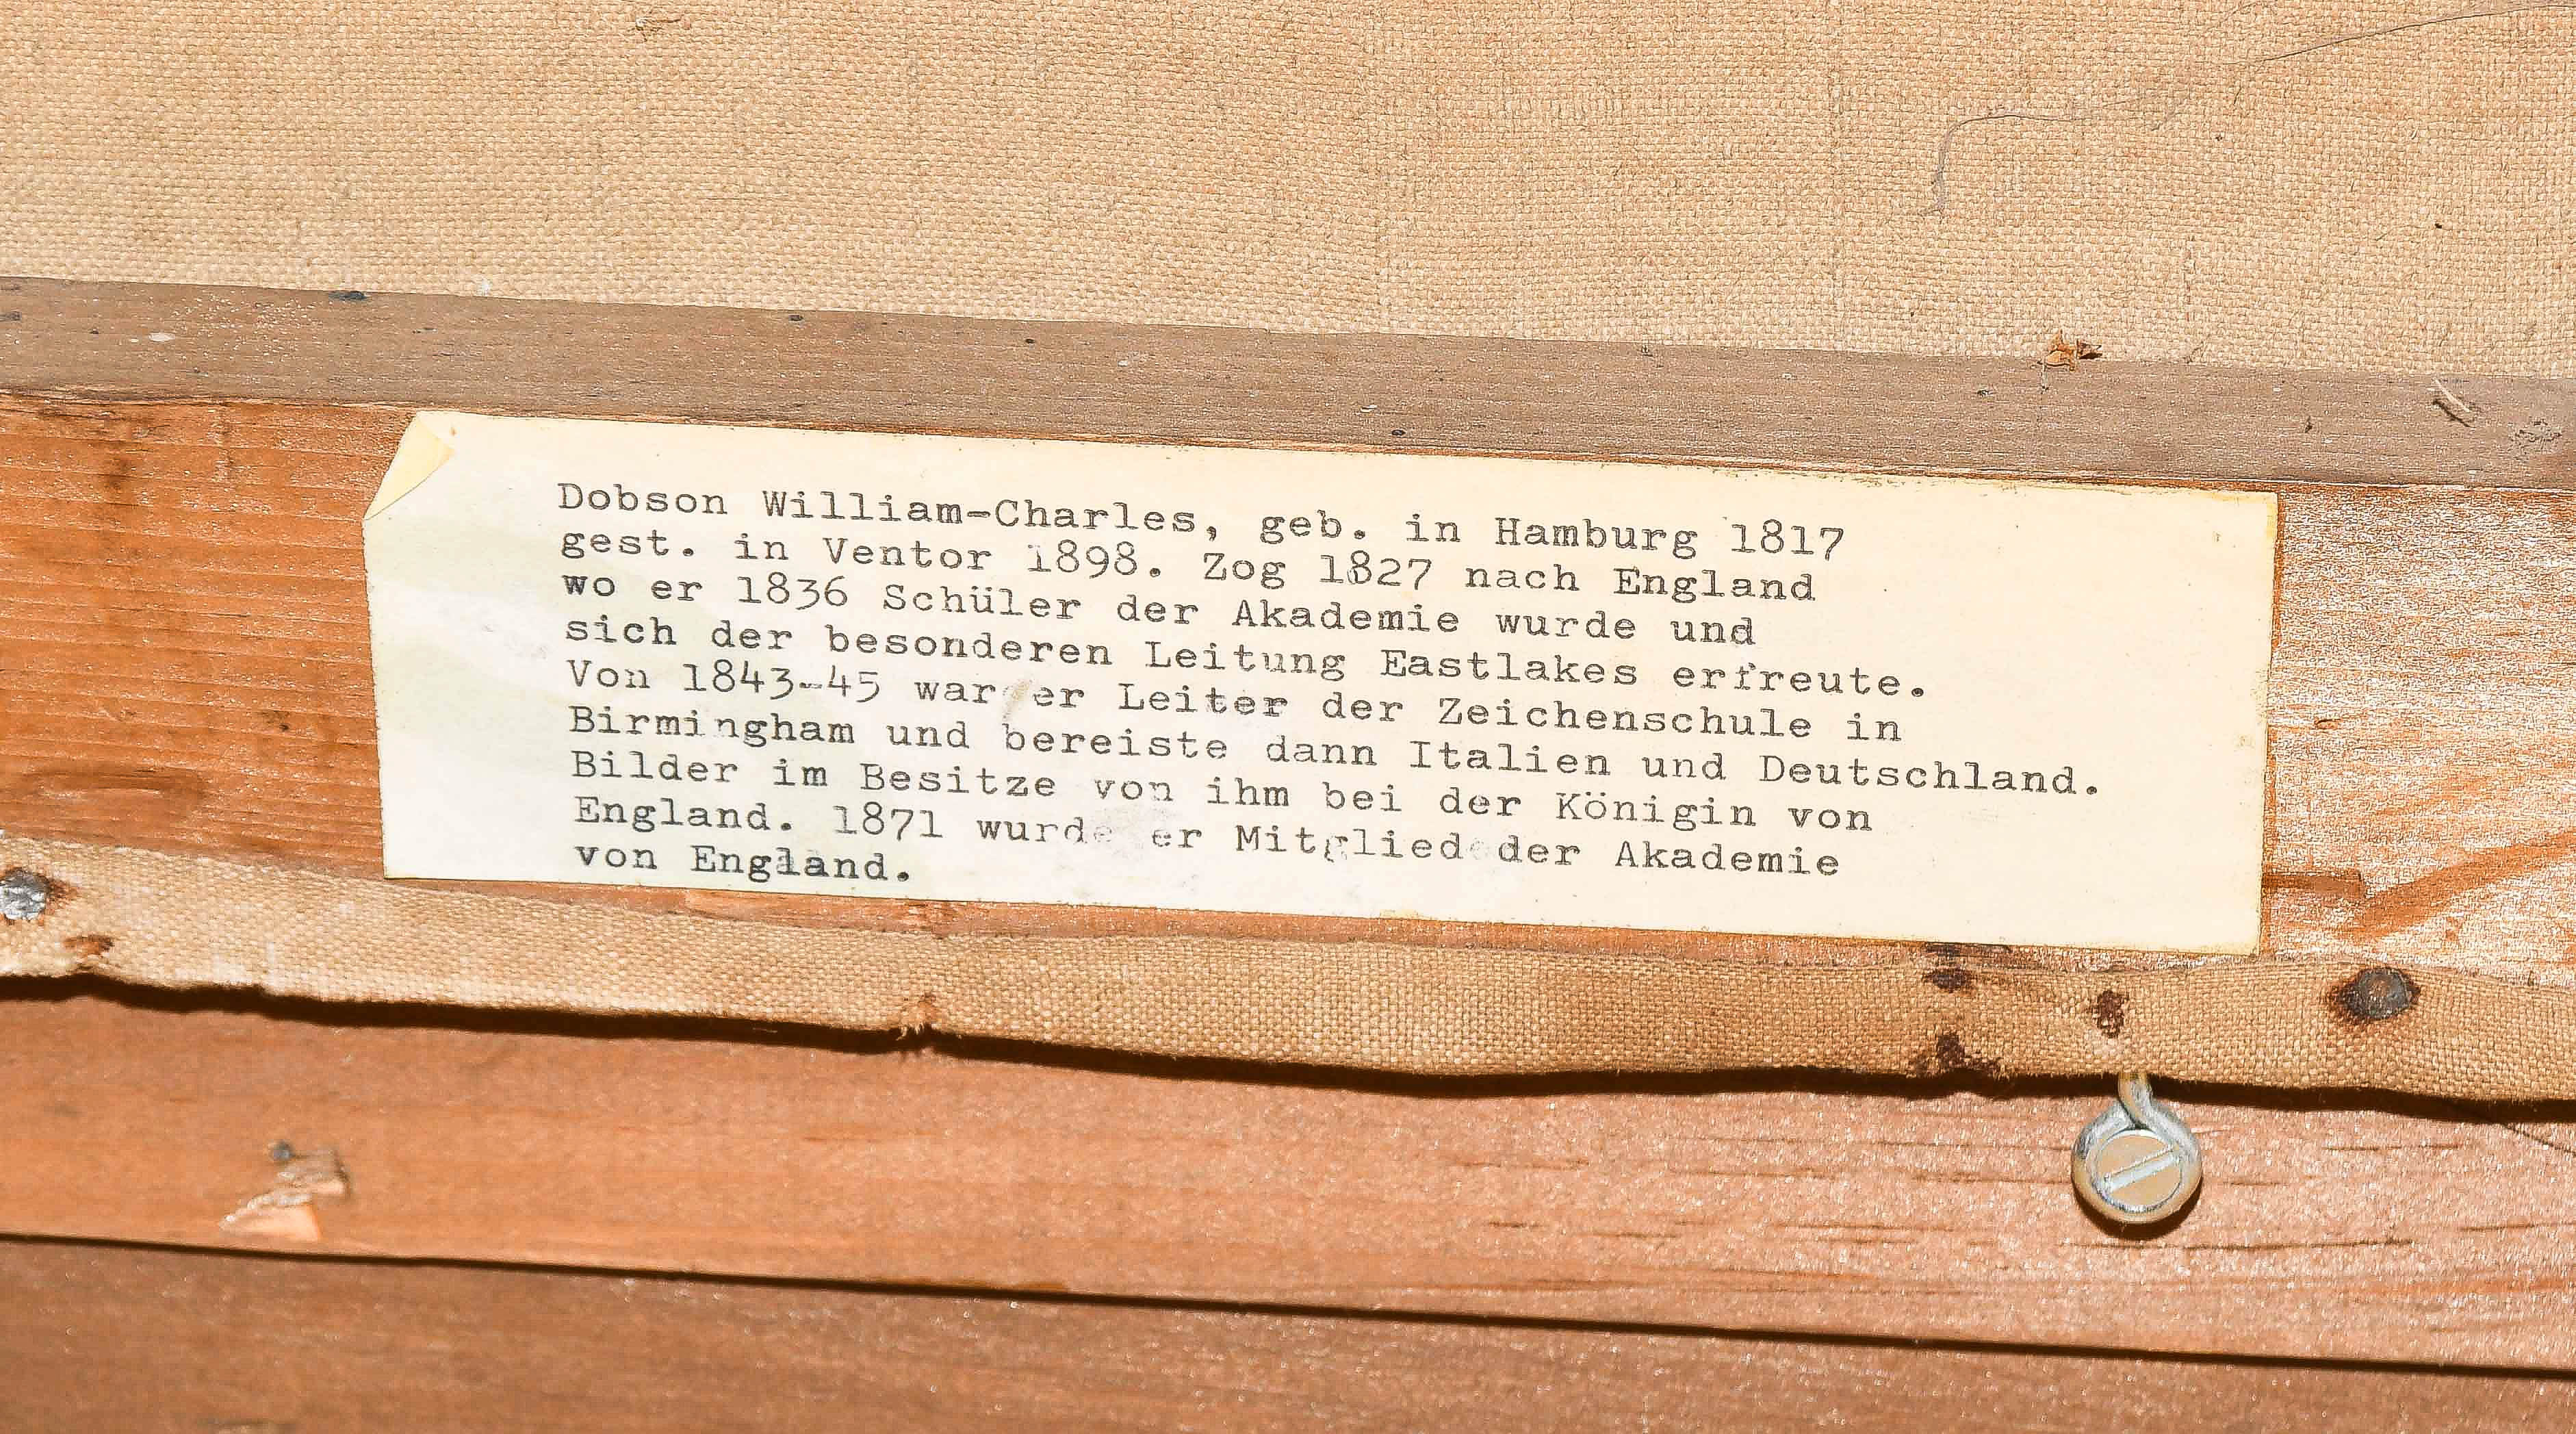 Dobson William-Charles, geb. in Hamburg 1817
gest. in Ventor 1898. Zog 1827 nach England
wo er 1836 Schüler der Akademie wurde und
sich der besonderen Leitung Eastlakes erfreute.
Von 1843-45 war er Leiter der Zeichenschule in
Birmingham und bereiste dann Italien und Deutschland.
Bilder im Besitze von ihm bei der Königin von
England. 1871 wurde er Mitglied der Akademie
von England.